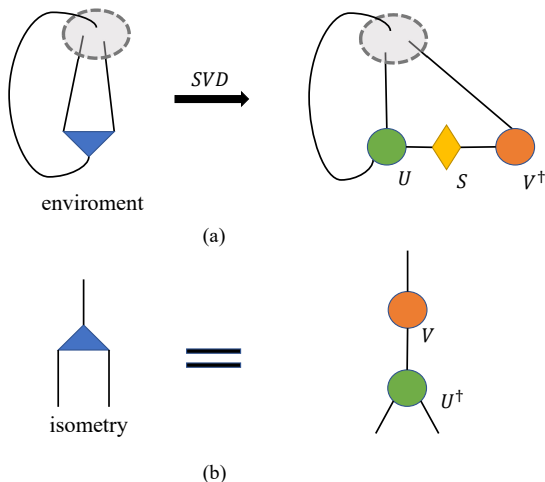 SVD
enviroment
U
S
V†
(a)
V
U†
isometry
(b)